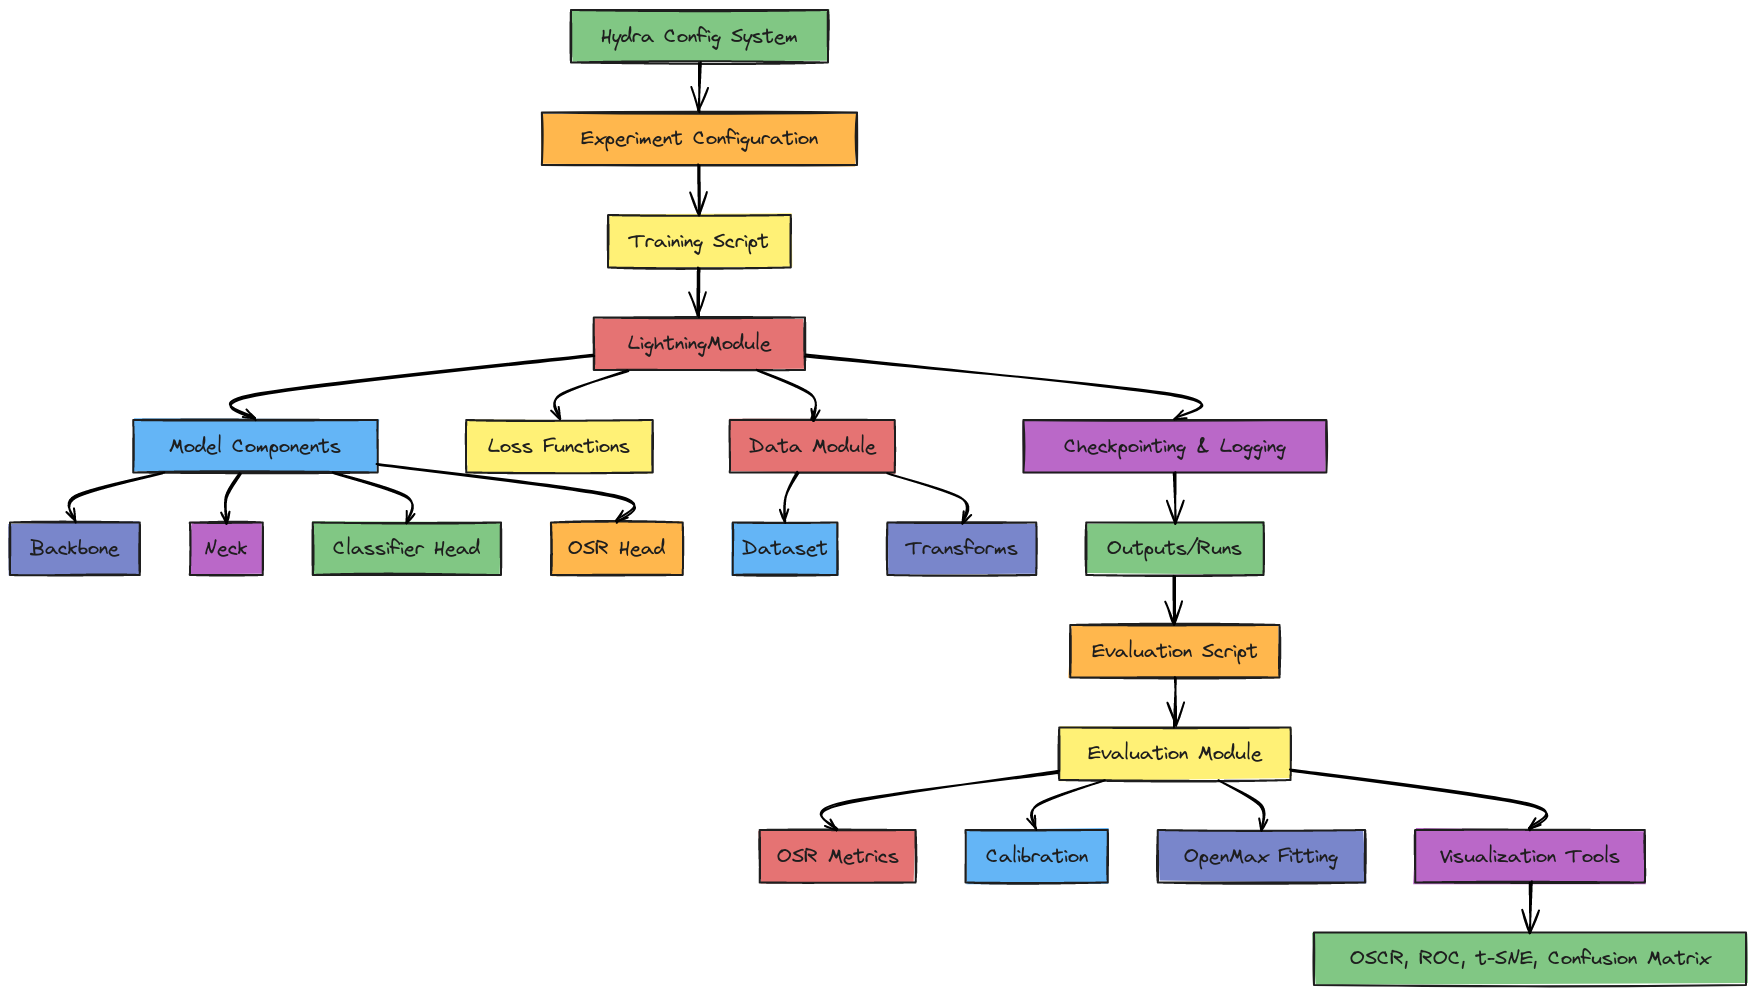 Hydra Config System
Experiment Configuration
Training Script
LightningModule
Model Components
Loss Functions
Data Module
Checkpointing & Logging
Backbone
Neck
Classifier Head
OSR Head
Dataset
Transforms
Outputs/Runs
Evaluation Script
Evaluation Module
OSR Metrics
Calibration
OpenMax Fitting
Visualization Tools
OSCR, ROC, t-SNE, Confusion Matrix